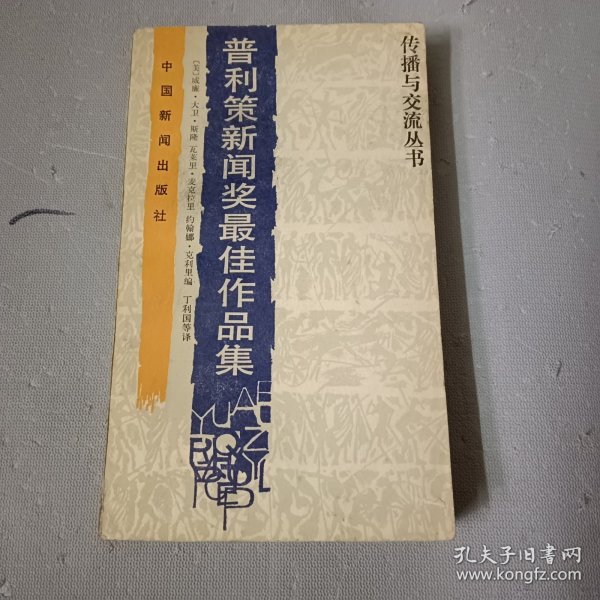 传播与交流丛书
普利策新闻奖最佳作品集
〔美〕威廉·大卫·斯隆 瓦莱里·麦克拉里 约翰娜·克利里编
丁利国等译
中国新闻出版社
孔夫子旧书网
www.kongfz.com